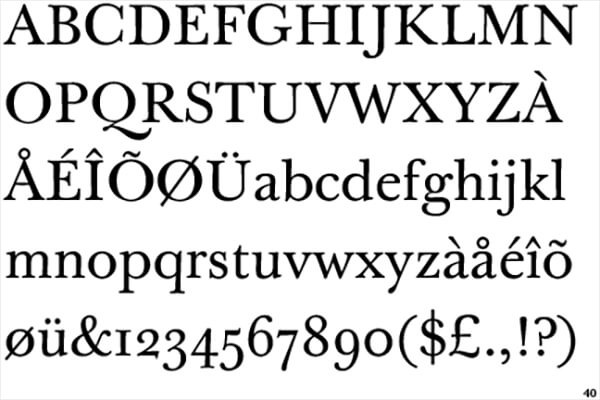 ABCDEFGHIJKLMN
OPQRSTUVWXYZÀ
ÅÉÎÕØÜabcdefghijkl
mnopqrstuvwxyzàåéîõ
øü&1234567890($£.,!?)
40